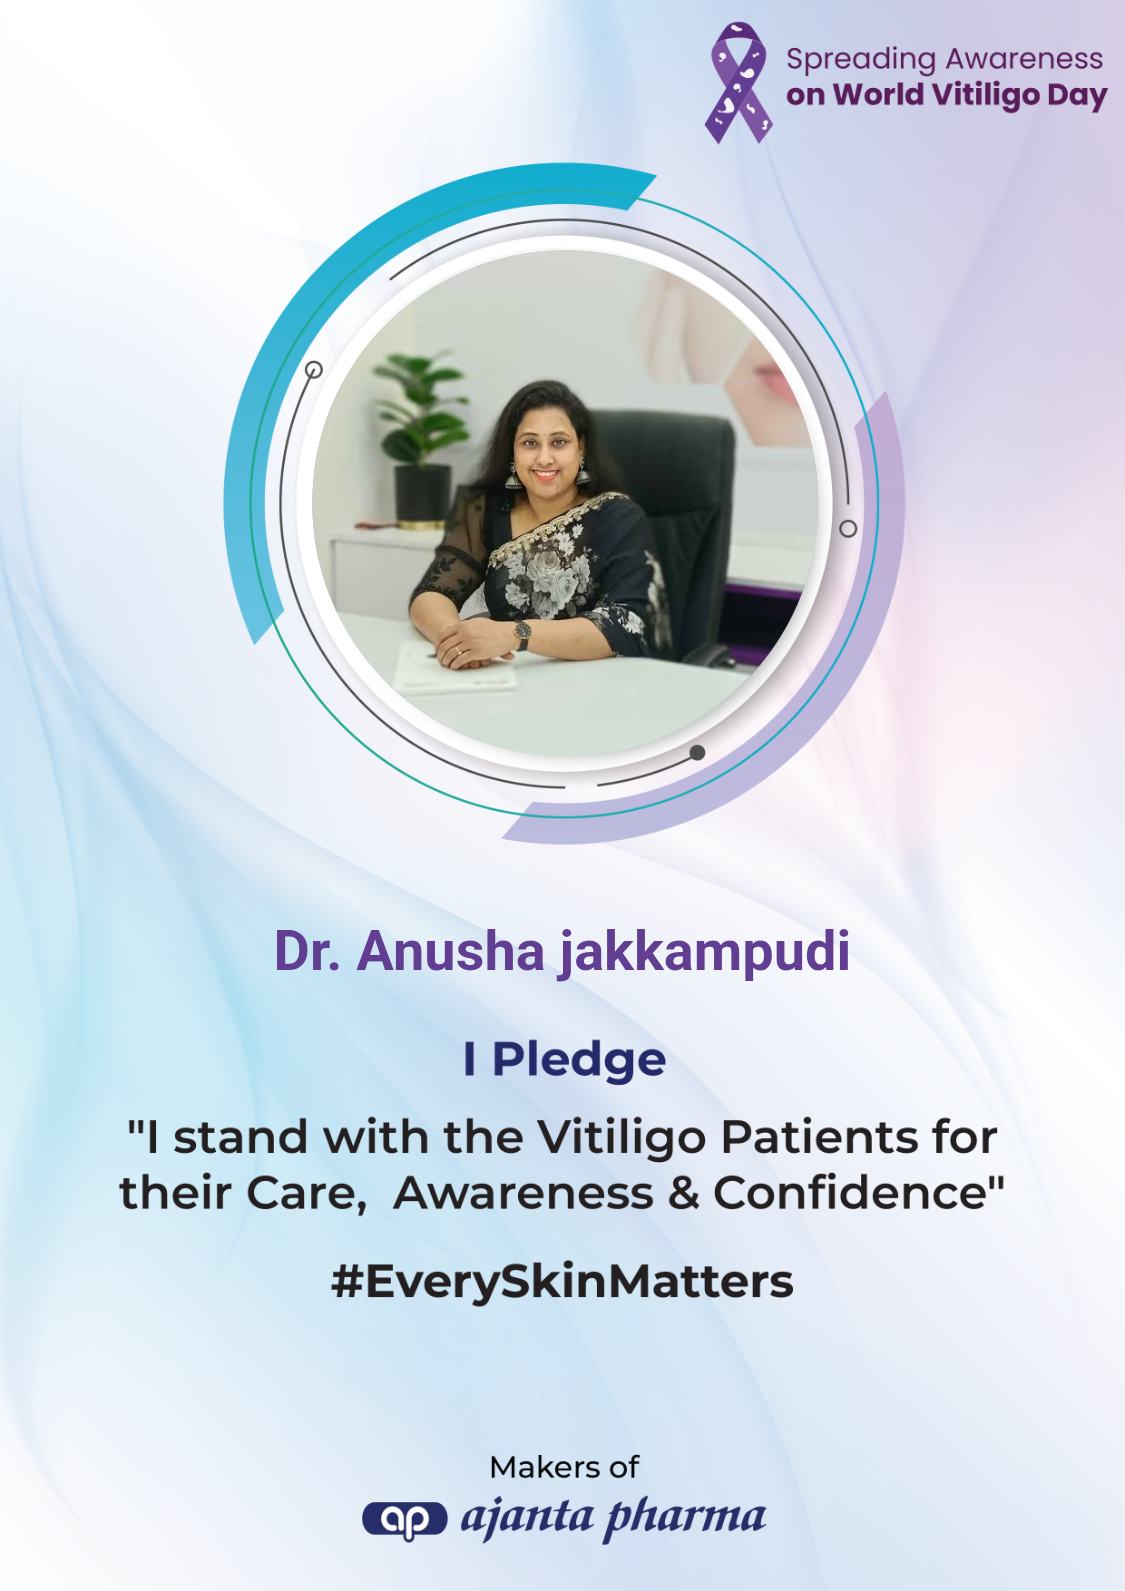 Spreading Awareness
on World Vitiligo Day
Dr. Anusha jakkampudi
I Pledge
"I stand with the Vitiligo Patients for
their Care, Awareness & Confidence"
#EverySkinMatters
Makers of
ap ajanta pharma